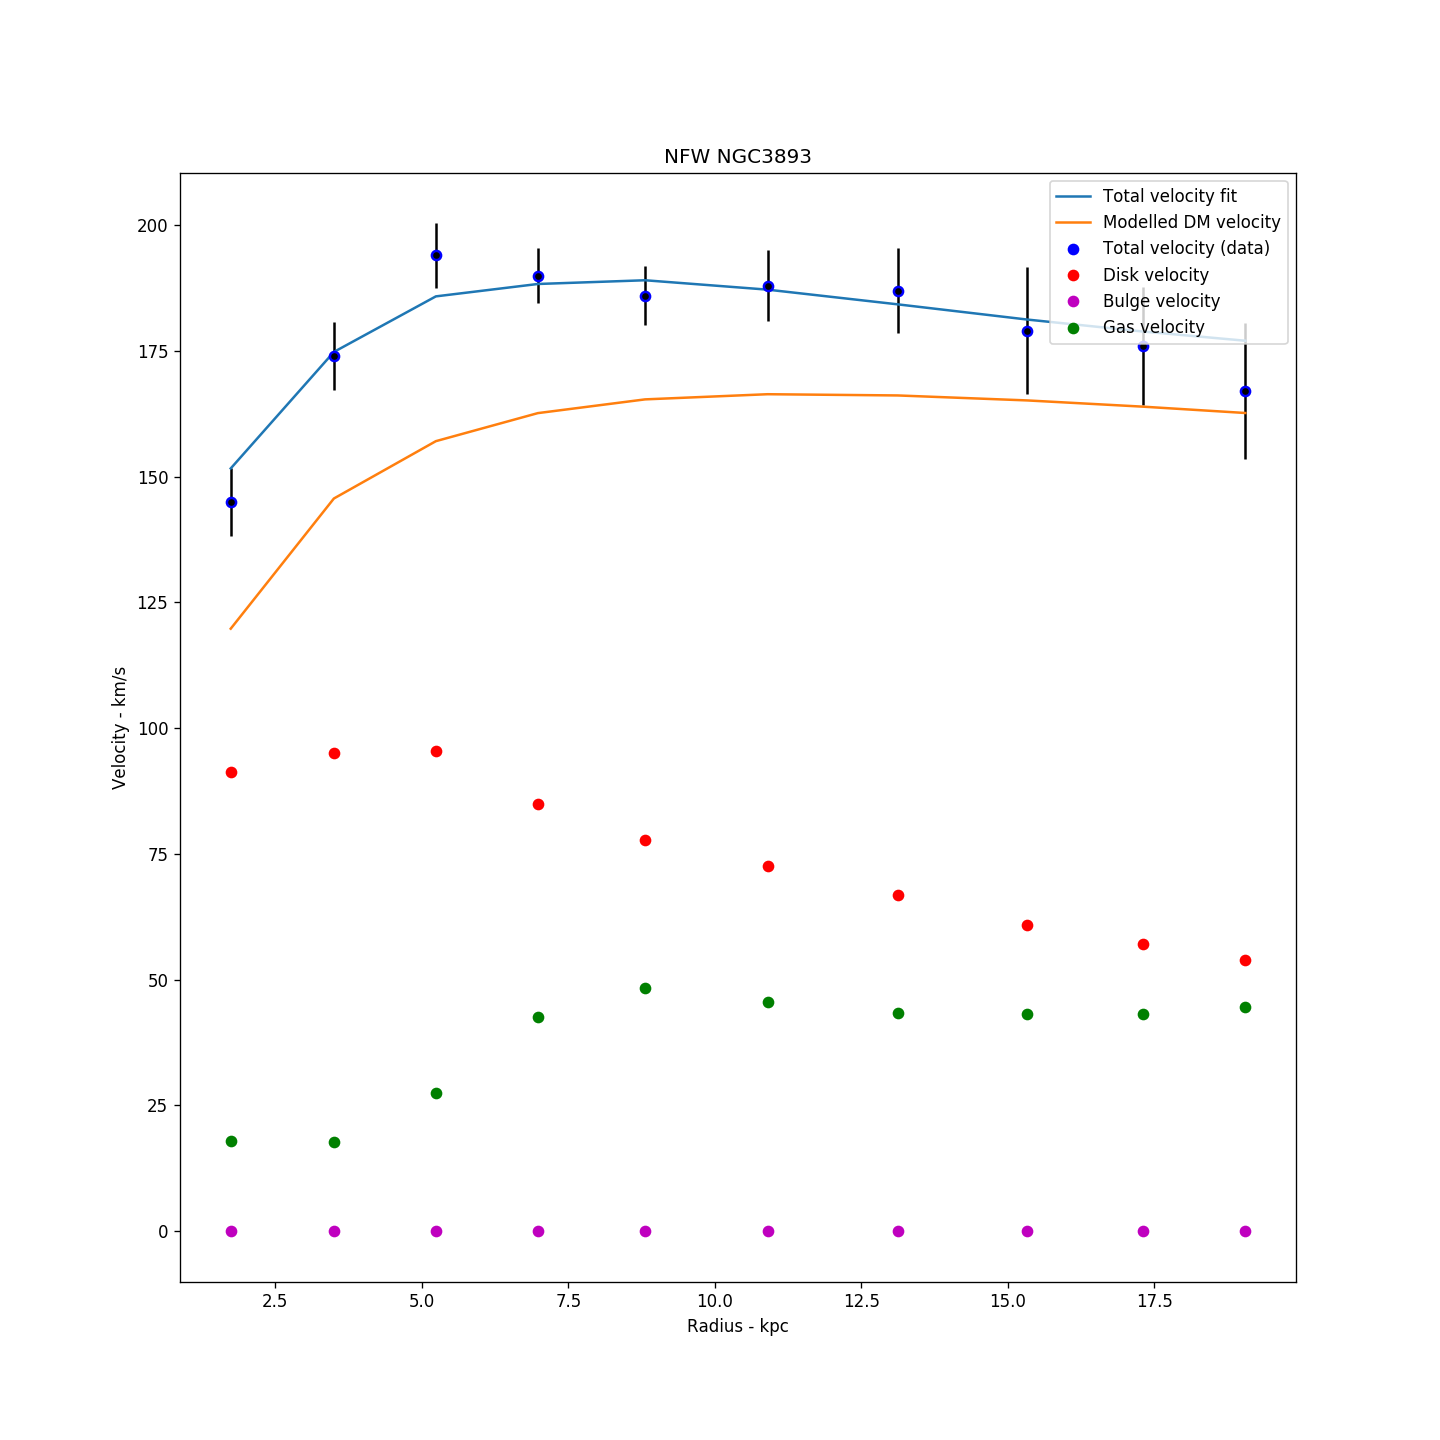 NFW NGC3893
Total velocity fit
Modelled DM velocity
Total velocity (data)
Disk velocity
Bulge velocity
Gas velocity
200
175
150
125
100
75
50
25
0
Velocity - km/s
2.5 5.0 7.5 10.0 12.5 15.0 17.5
Radius - kpc